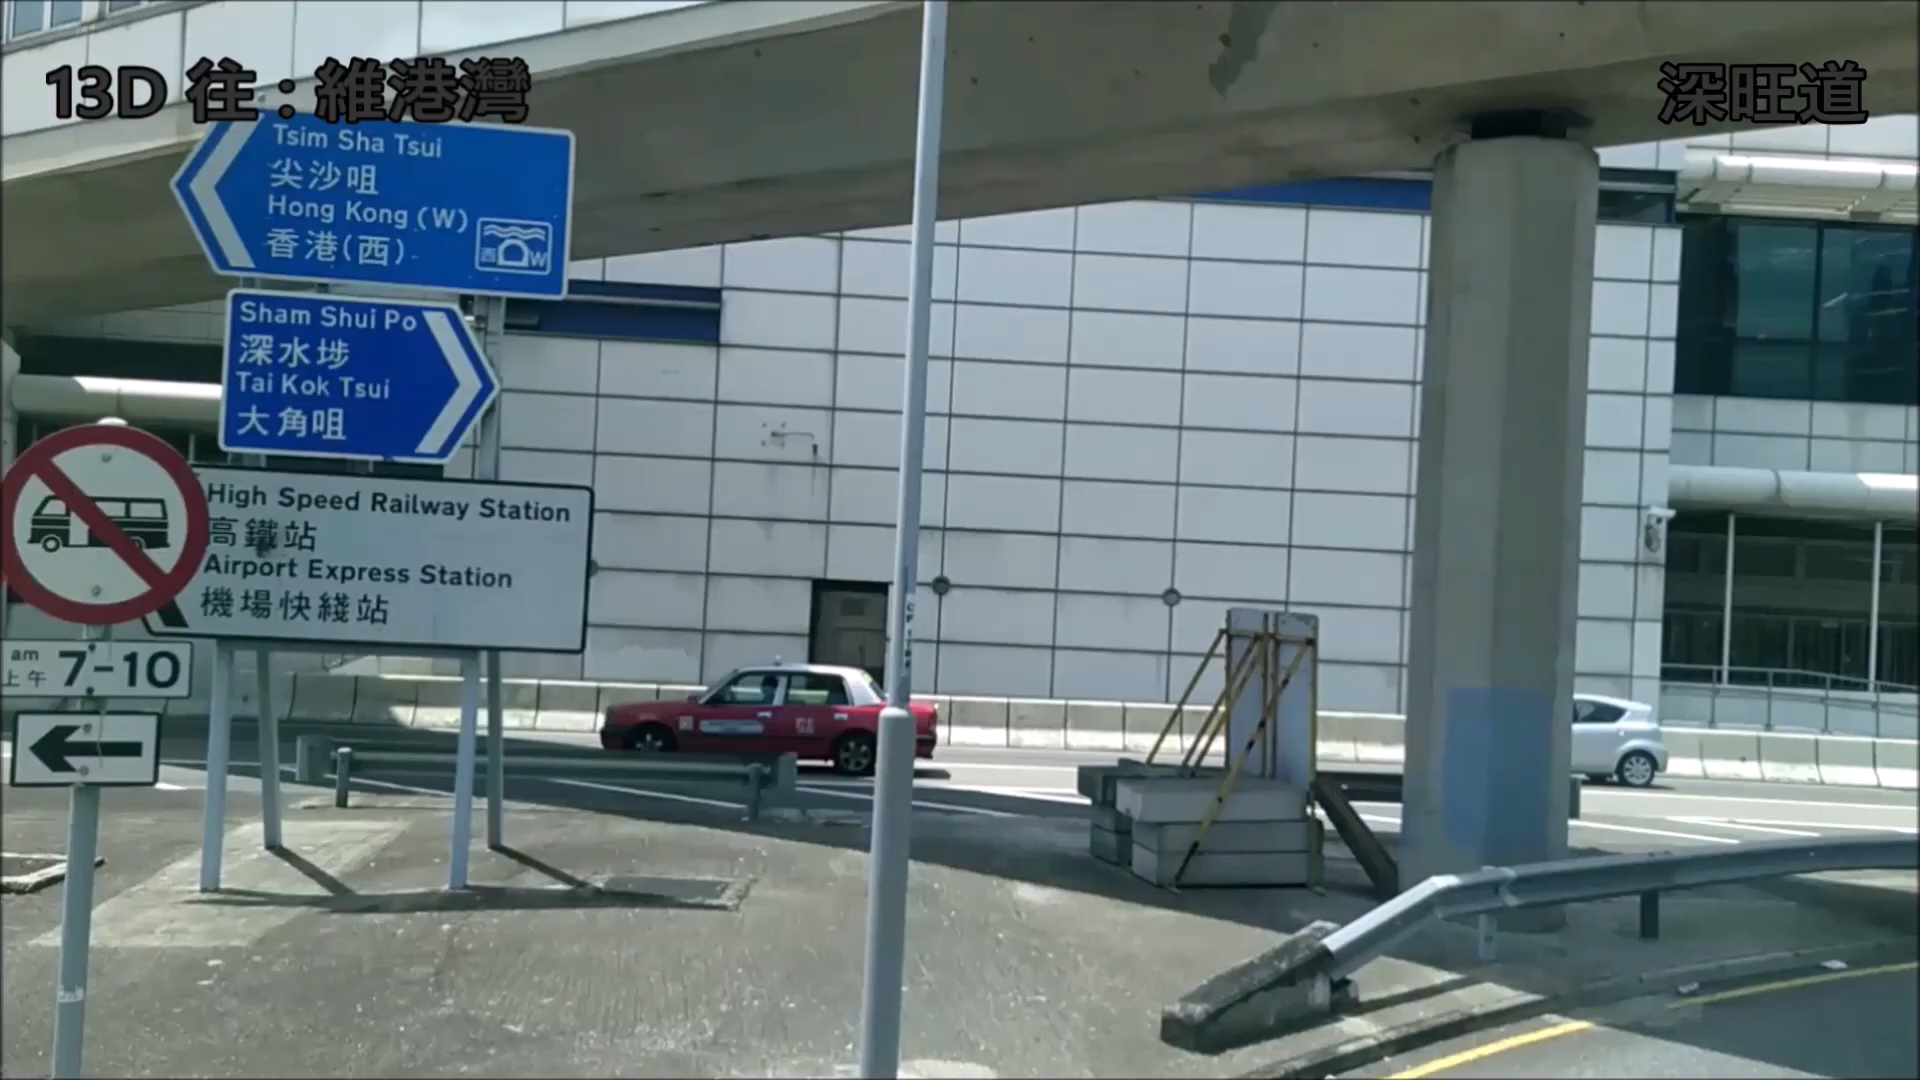 13D 往 : 維港灣
深旺道
Tsim Sha Tsui
尖沙咀
Hong Kong (W)
香港(西)
西 W
Sham Shui Po
深水埗
Tai Kok Tsui
大角咀
High Speed Railway Station
高鐵站
Airport Express Station
機場快綫站
am
上午 7-10